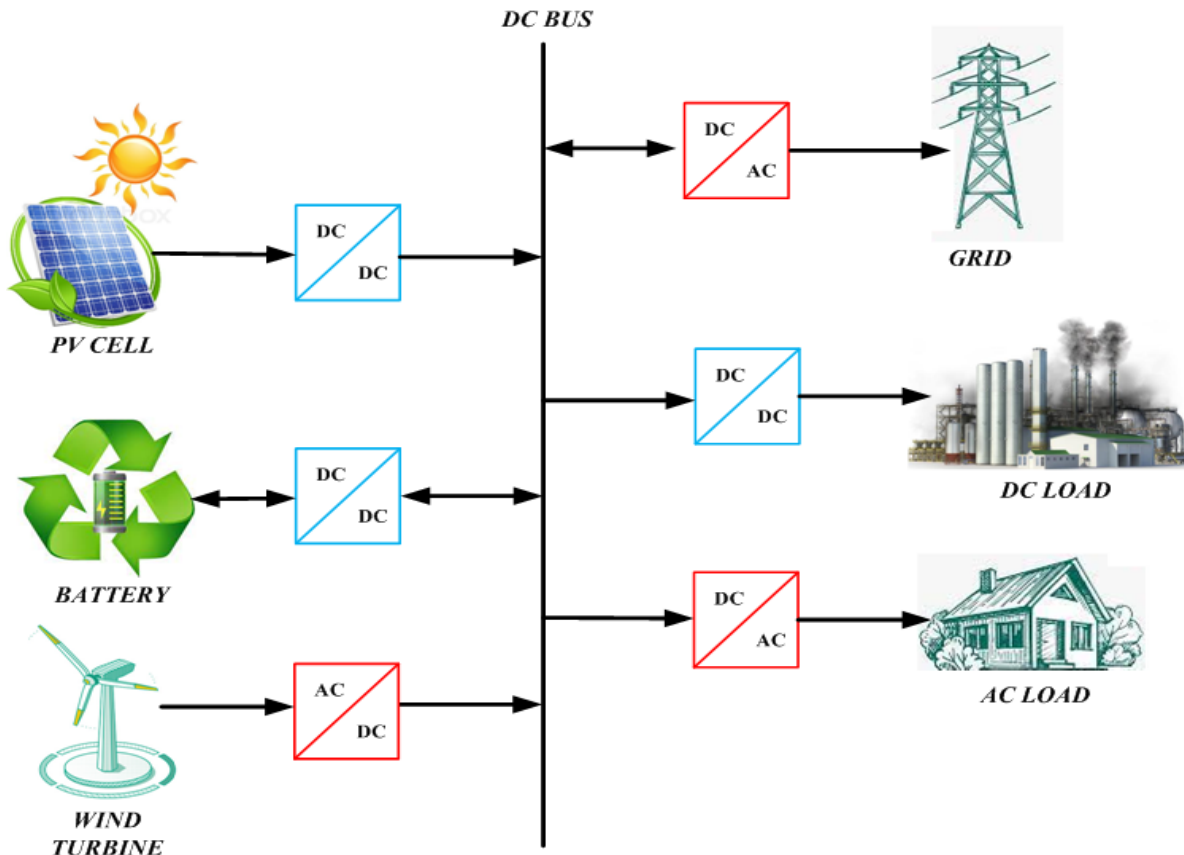 DC BUS
DC
AC
GRID
DC
DC
PV CELL
DC
DC
DC LOAD
DC
DC
BATTERY
DC
AC
AC LOAD
AC
DC
WIND
TURBINE